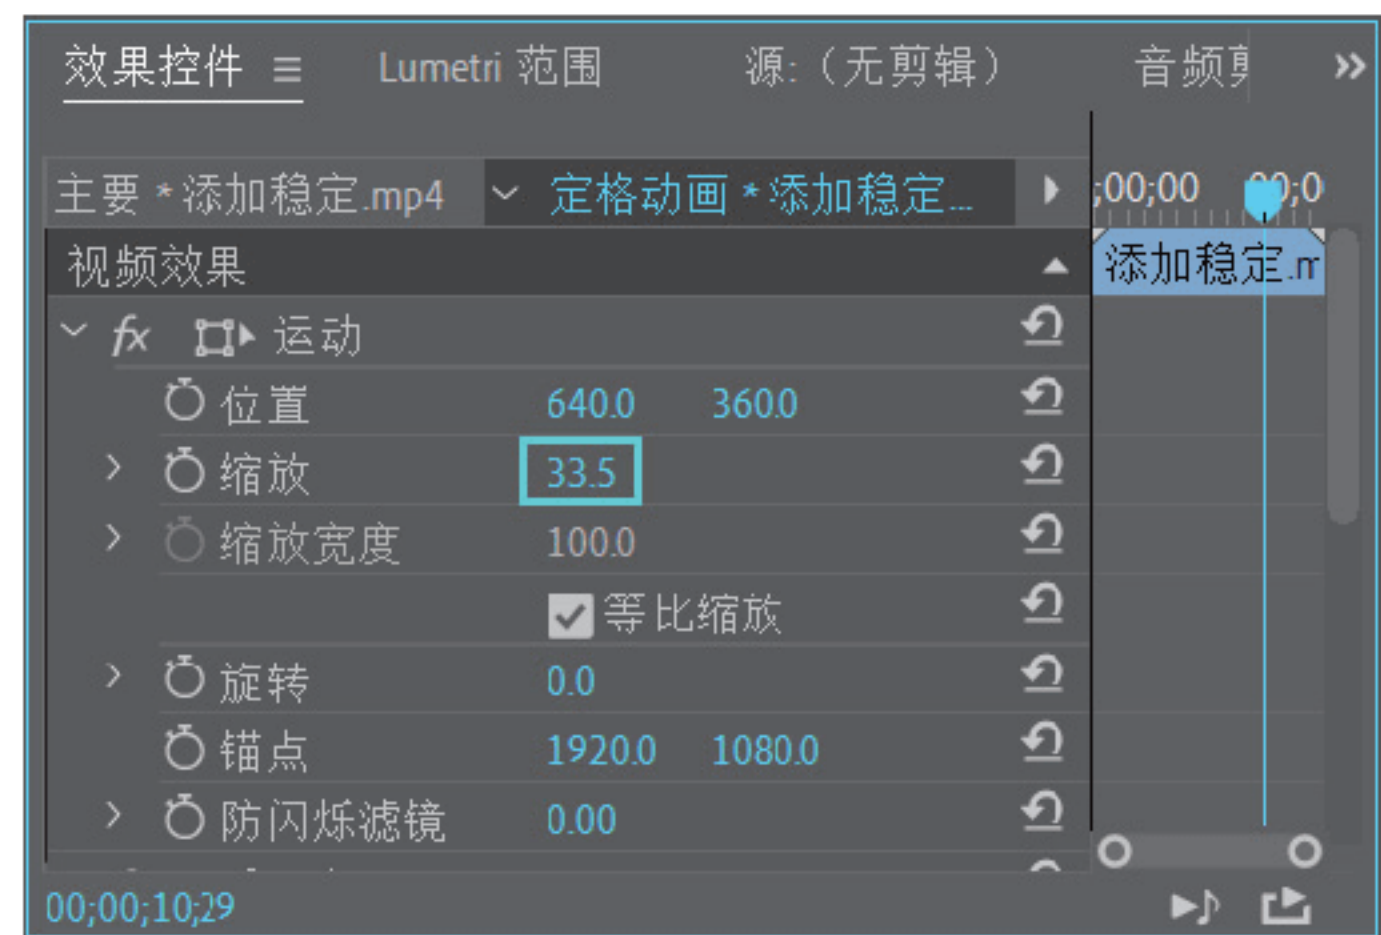 效果控件 Lumetri 范围 源:（无剪辑） 音频
主要 * 添加稳定.mp4 定格动画 * 添加稳定... ;00;00 00;0
视频效果 添加稳定.m
fx 运动
位置 640.0 360.0
缩放 33.5
缩放宽度 100.0
等比缩放
旋转 0.0
锚点 1920.0 1080.0
防闪烁滤镜 0.00
00;00;10;29